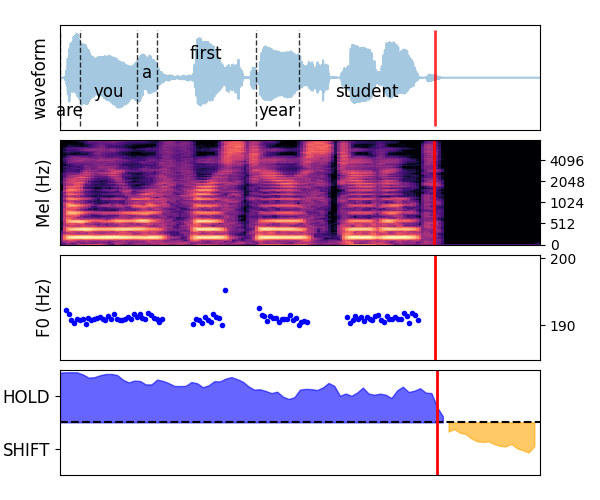 waveform
are
you
a
first
year
student
Mel (Hz)
4096
2048
1024
512
0
F0 (Hz)
200
190
HOLD
SHIFT